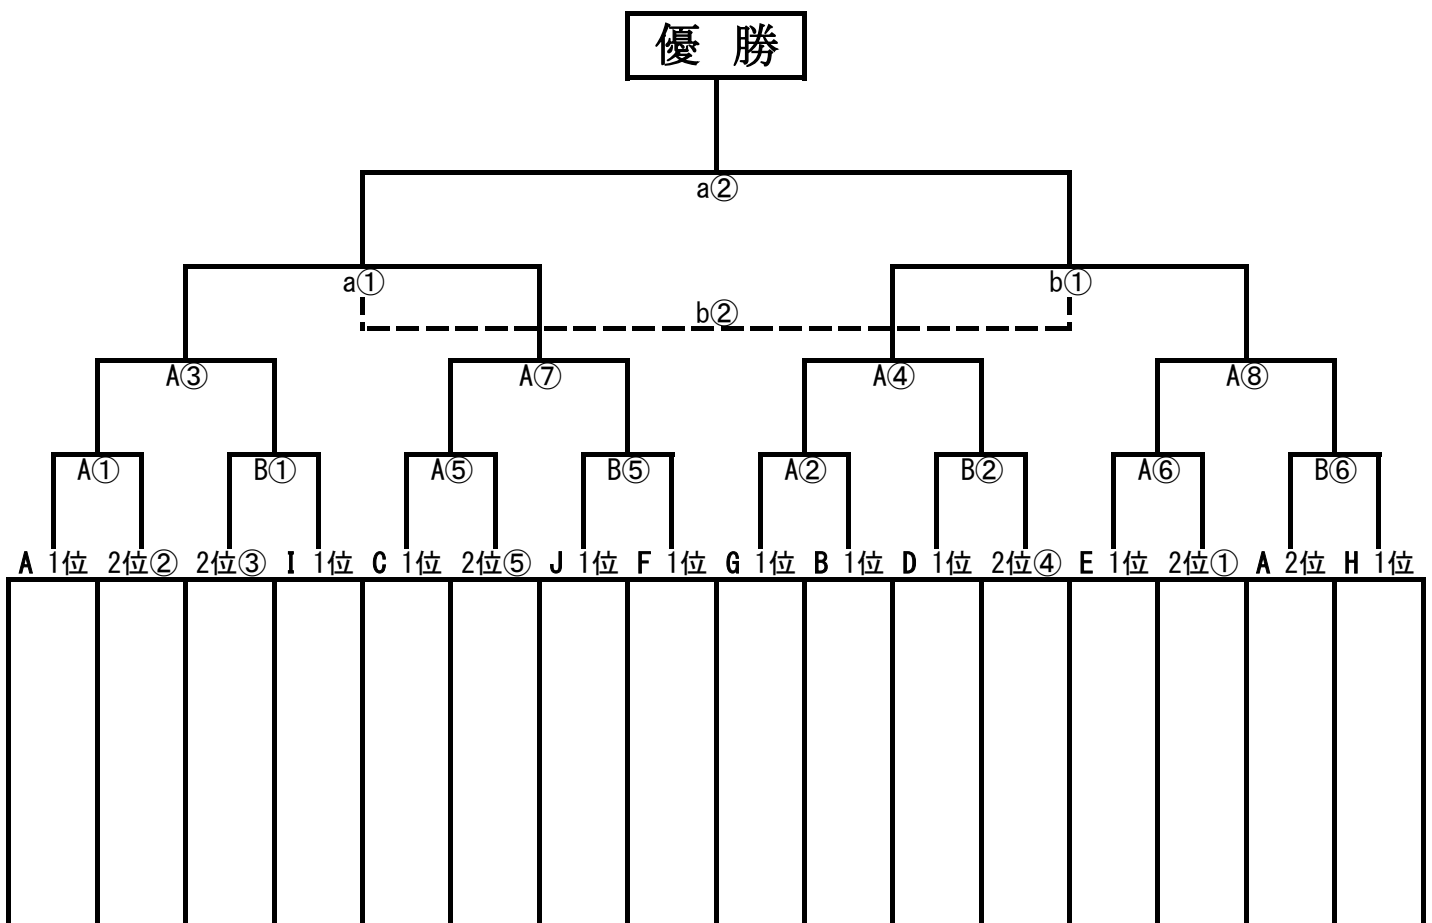 優 勝
a②
a① b①
b②
A③ A⑦ A④ A⑧
A① B① A⑤ B⑤ A② B② A⑥ B⑥
A 1位 2位② 2位③ I 1位 C 1位 2位⑤ J 1位 F 1位 G 1位 B 1位 D 1位 2位④ E 1位 2位① A 2位 H 1位